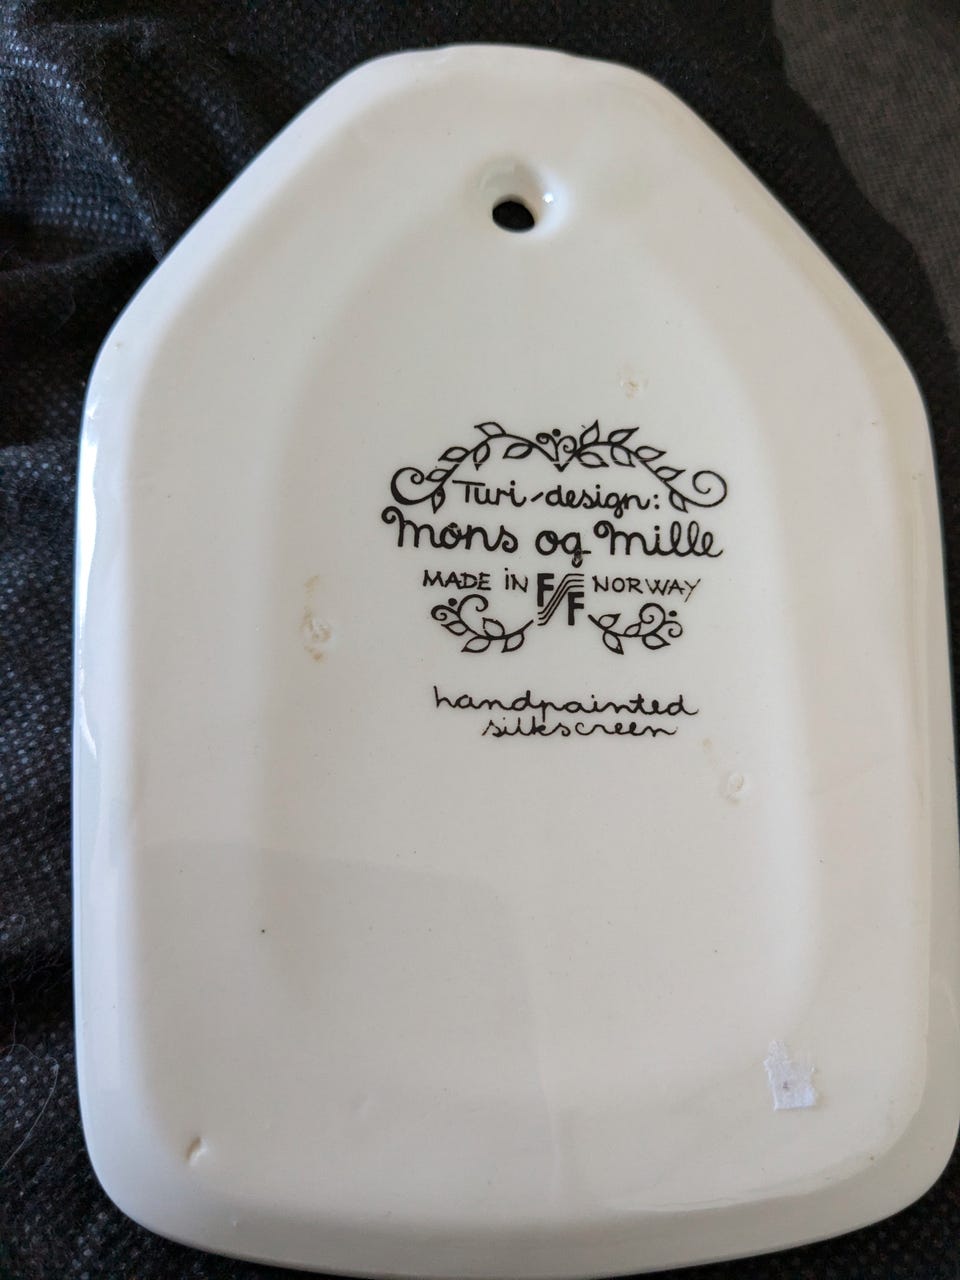 Turi-design:
Mons og Mille
MADE IN FF NORWAY
handpainted
silkscreen